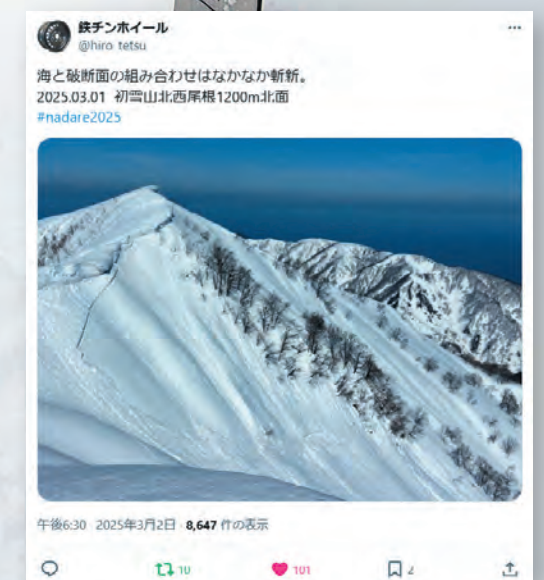 鉄チンホイール
@hiro_tetsu
海と破断面の組み合わせはなかなか斬新。
2025.03.01 初雪山北西尾根1200m北面
#nadare2025
午後6:30 2025年3月2日 · 8,647 件の表示
10 101 2